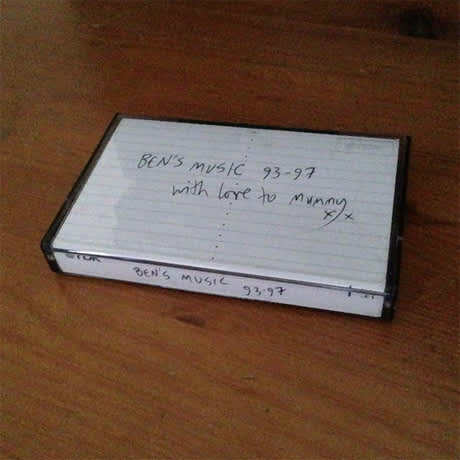 BEN'S MUSIC 93-97
with love to mummy
x/x
BEN'S MUSIC 93-97